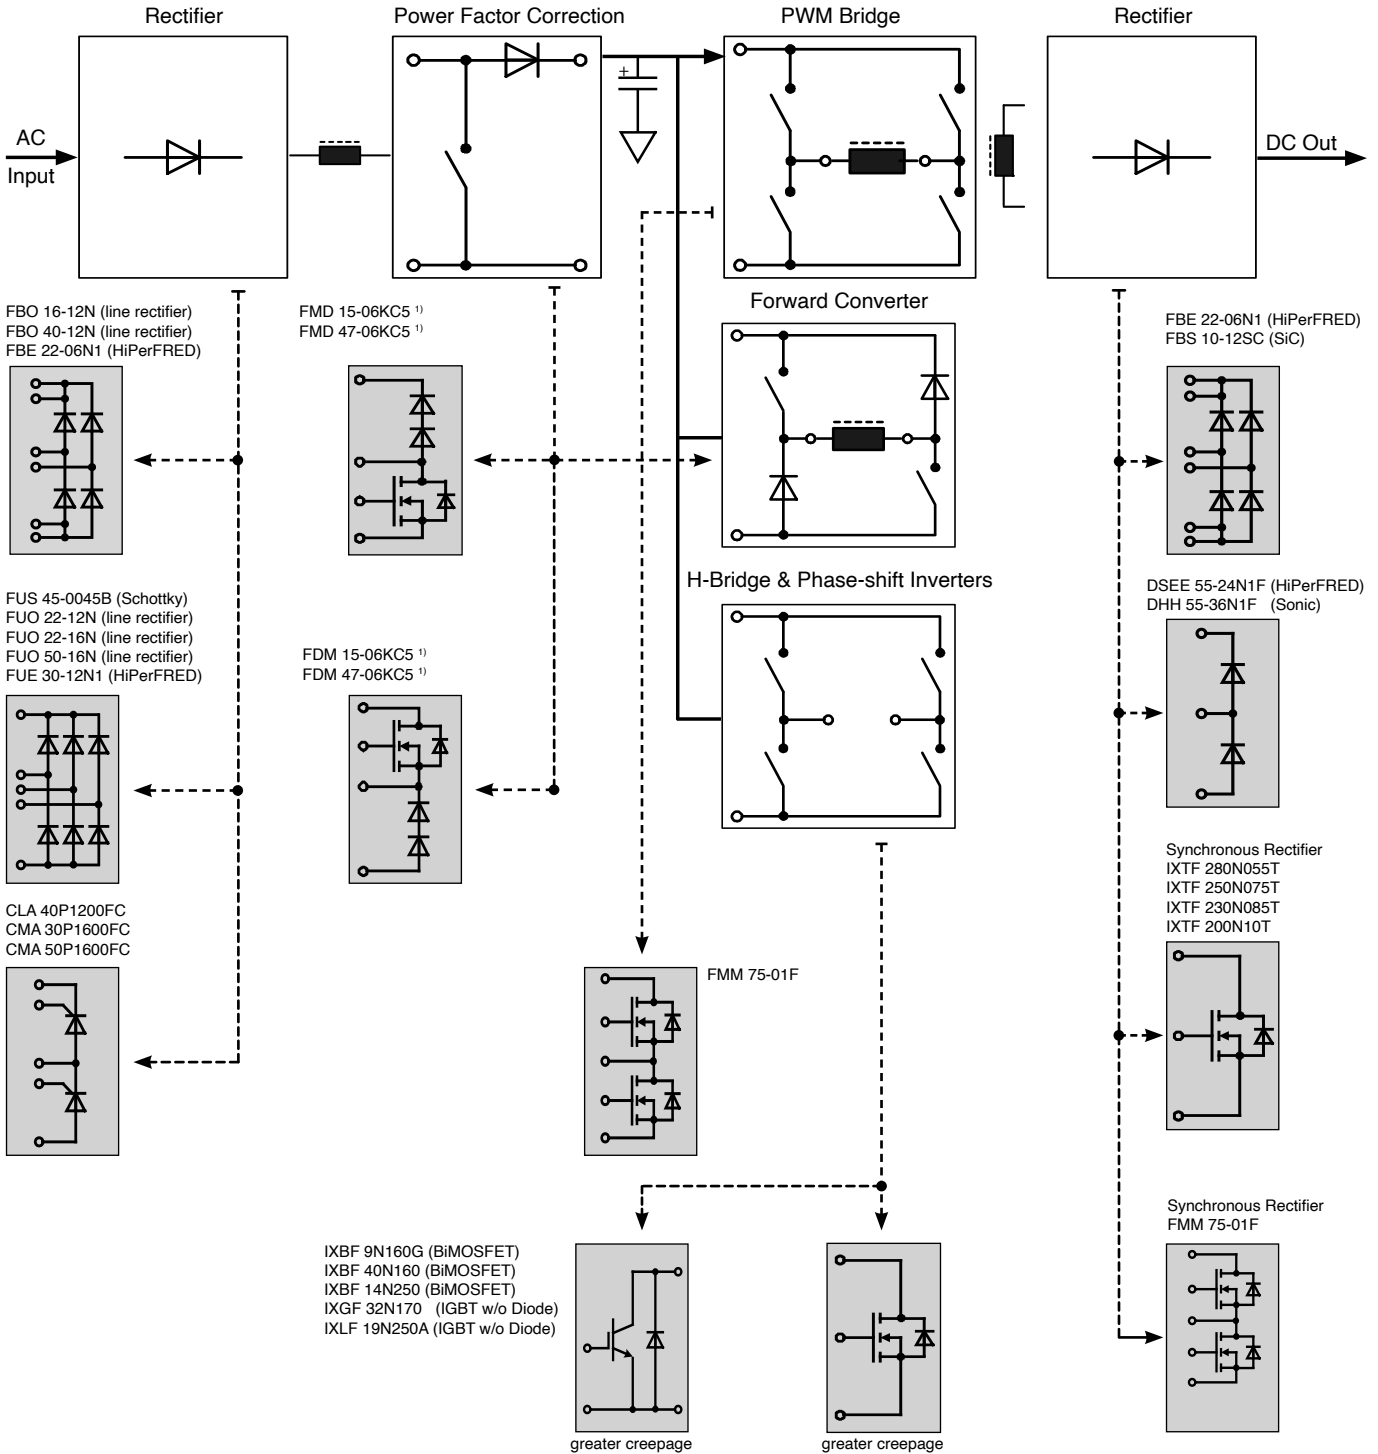 Rectifier
Power Factor Correction
PWM Bridge
Rectifier
AC
Input
+
DC Out
FBO 16-12N (line rectifier)
FBO 40-12N (line rectifier)
FBE 22-06N1 (HiPerFRED)
FMD 15-06KC5 1)
FMD 47-06KC5 1)
Forward Converter
FBE 22-06N1 (HiPerFRED)
FBS 10-12SC (SiC)
H-Bridge & Phase-shift Inverters
FUS 45-0045B (Schottky)
FUO 22-12N (line rectifier)
FUO 22-16N (line rectifier)
FUO 50-16N (line rectifier)
FUE 30-12N1 (HiPerFRED)
FDM 15-06KC5 1)
FDM 47-06KC5 1)
DSEE 55-24N1F (HiPerFRED)
DHH 55-36N1F (Sonic)
CLA 40P1200FC
CMA 30P1600FC
CMA 50P1600FC
Synchronous Rectifier
IXTF 280N055T
IXTF 250N075T
IXTF 230N085T
IXTF 200N10T
FMM 75-01F
Synchronous Rectifier
FMM 75-01F
IXBF 9N160G (BiMOSFET)
IXBF 40N160 (BiMOSFET)
IXBF 14N250 (BiMOSFET)
IXGF 32N170 (IGBT w/o Diode)
IXLF 19N250A (IGBT w/o Diode)
greater creepage
greater creepage